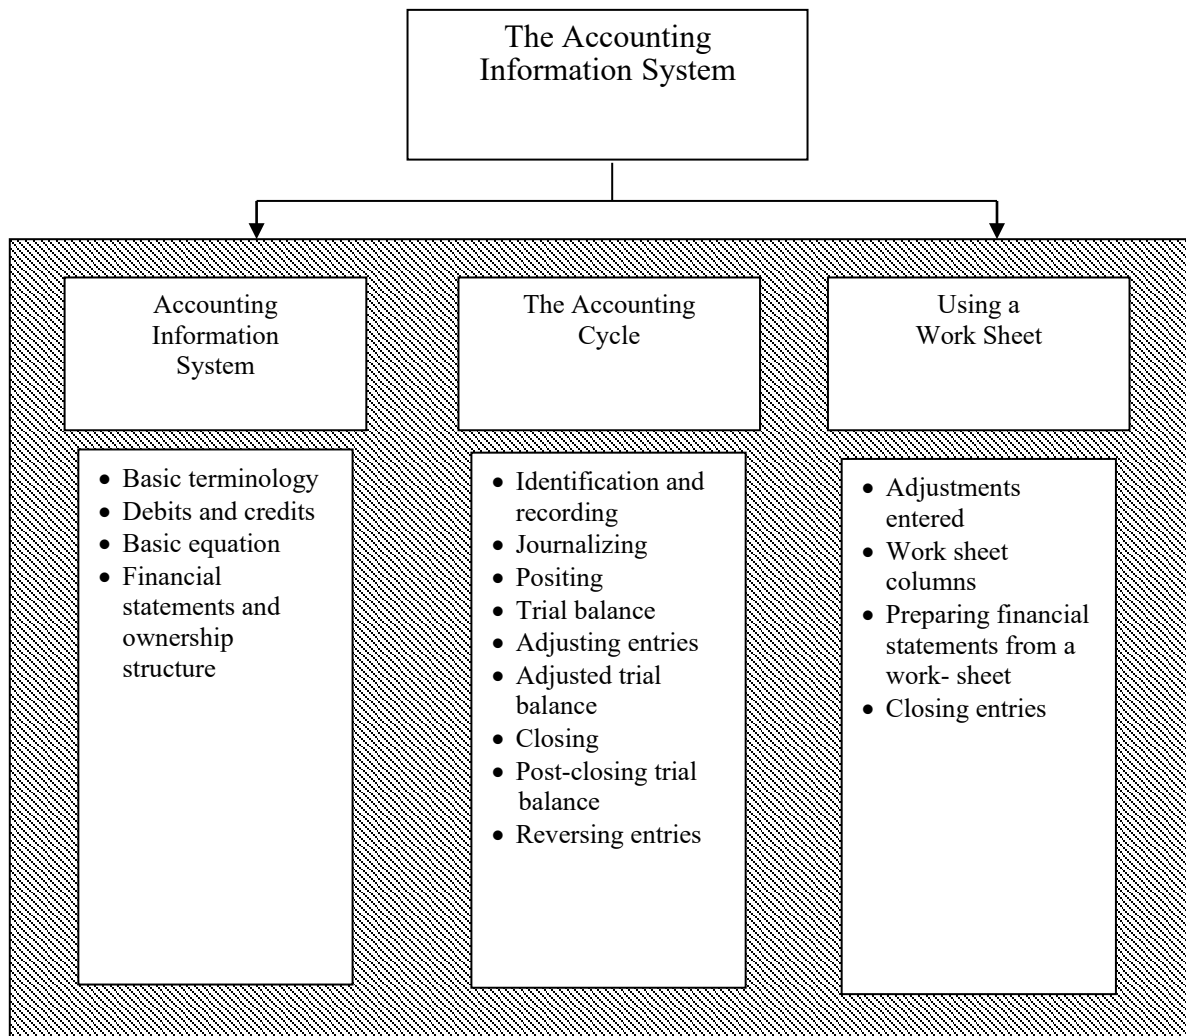 The Accounting
Information System
Accounting
Information
System
• Basic terminology
• Debits and credits
• Basic equation
• Financial
statements and
ownership
structure
The Accounting
Cycle
• Identification and
recording
• Journalizing
• Positing
• Trial balance
• Adjusting entries
• Adjusted trial
balance
• Closing
• Post-closing trial
balance
• Reversing entries
Using a
Work Sheet
• Adjustments
entered
• Work sheet
columns
• Preparing financial
statements from a
work- sheet
• Closing entries